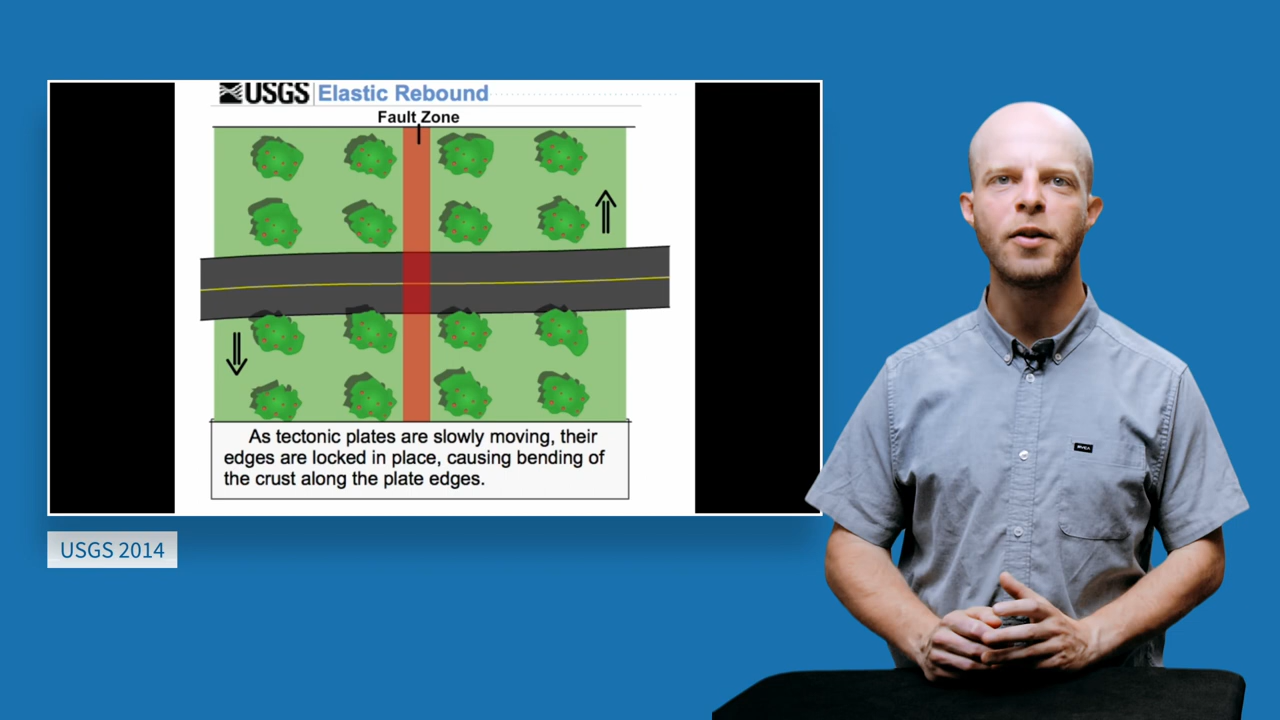 USGS Elastic Rebound
Fault Zone
As tectonic plates are slowly moving, their
edges are locked in place, causing bending of
the crust along the plate edges.
USGS 2014
RVCA